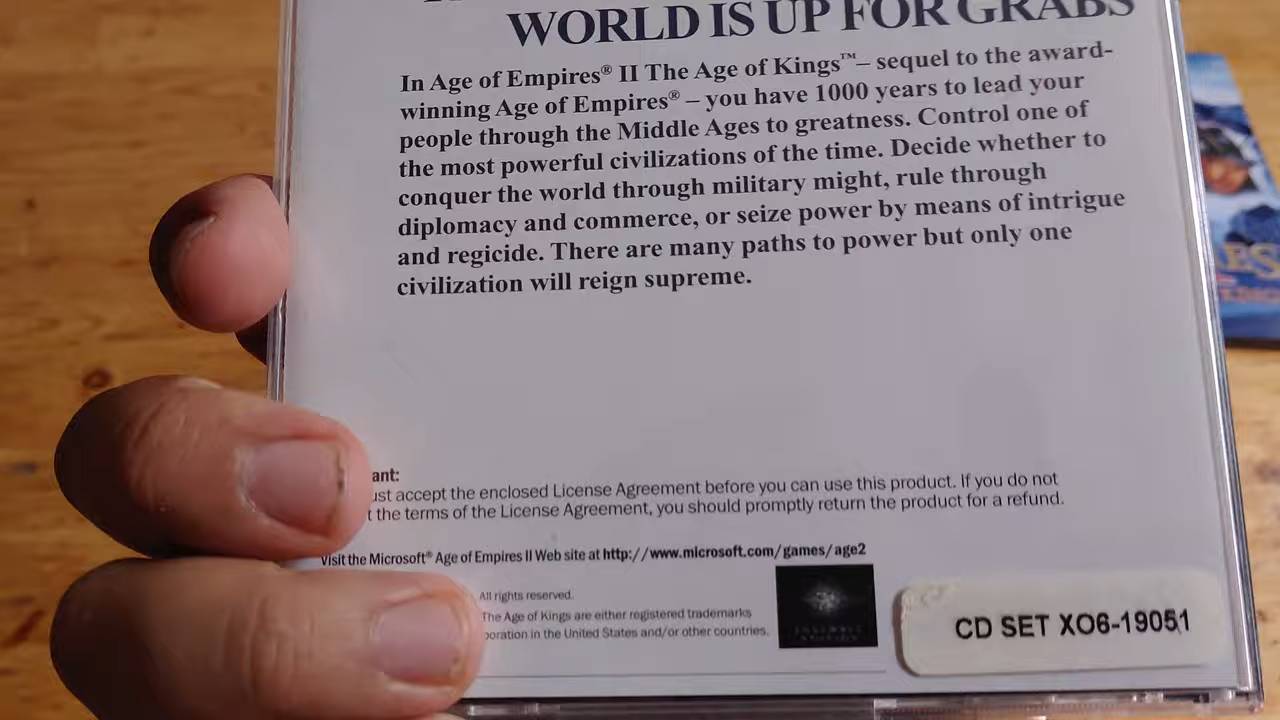 WORLD IS UP FOR GRABS
In Age of Empires® II The Age of Kings™– sequel to the award-
winning Age of Empires® – you have 1000 years to lead your
people through the Middle Ages to greatness. Control one of
the most powerful civilizations of the time. Decide whether to
conquer the world through military might, rule through
diplomacy and commerce, or seize power by means of intrigue
and regicide. There are many paths to power but only one
civilization will reign supreme.
ant:
ust accept the enclosed License Agreement before you can use this product. If you do not
t the terms of the License Agreement, you should promptly return the product for a refund.
Visit the Microsoft® Age of Empires II Web site at http://www.microsoft.com/games/age2
All rights reserved.
The Age of Kings are either registered trademarks
poration in the United States and/or other countries.
CD SET XO6-19051